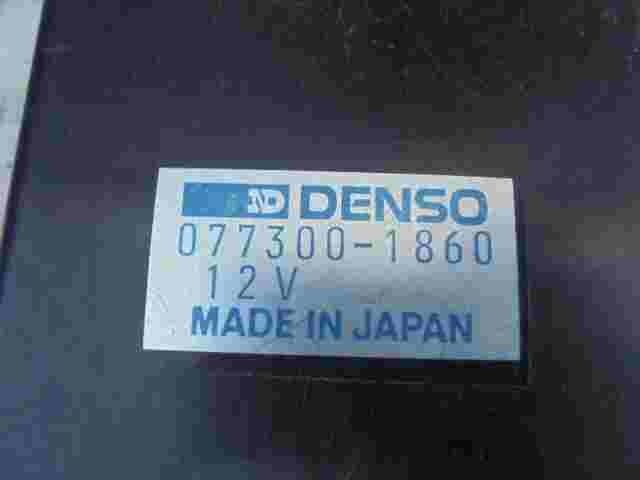 ND DENSO
077300-1860
12V
MADE IN JAPAN